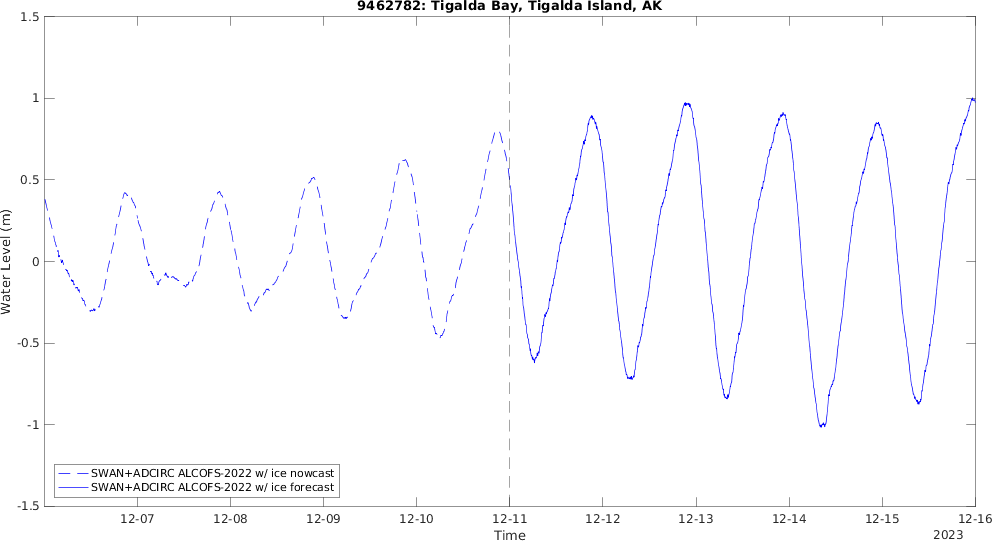 9462782: Tigalda Bay, Tigalda Island, AK
1.5
1
0.5
0
-0.5
-1
-1.5
Water Level (m)
SWAN+ADCIRC ALCOFS-2022 w/ ice nowcast
SWAN+ADCIRC ALCOFS-2022 w/ ice forecast
12-07 12-08 12-09 12-10 12-11 12-12 12-13 12-14 12-15 12-16
Time
2023